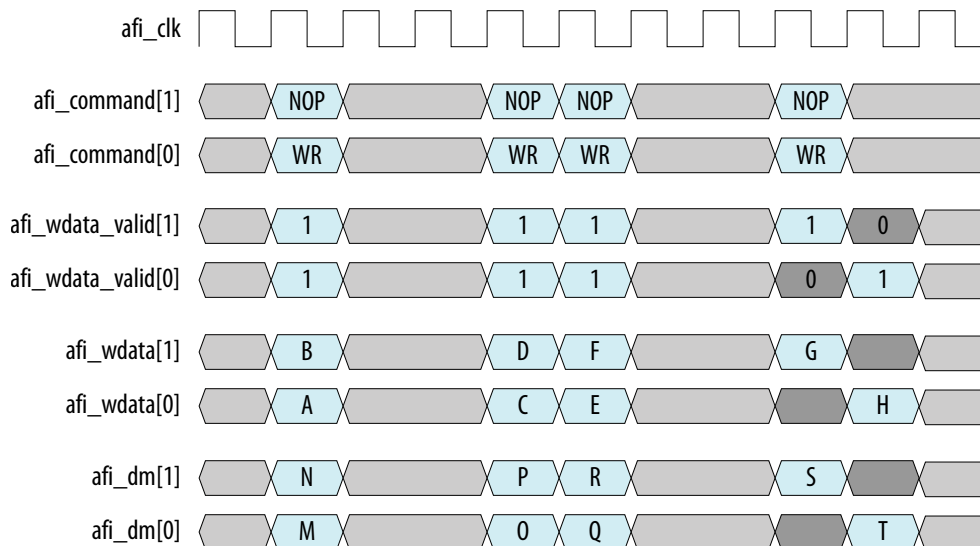 afi_clk
afi_command[1] NOP NOP NOP NOP
afi_command[0] WR WR WR WR
afi_wdata_valid[1] 1 1 1 1 0
afi_wdata_valid[0] 1 1 1 0 1
afi_wdata[1] B D F G
afi_wdata[0] A C E H
afi_dm[1] N P R S
afi_dm[0] M O Q T